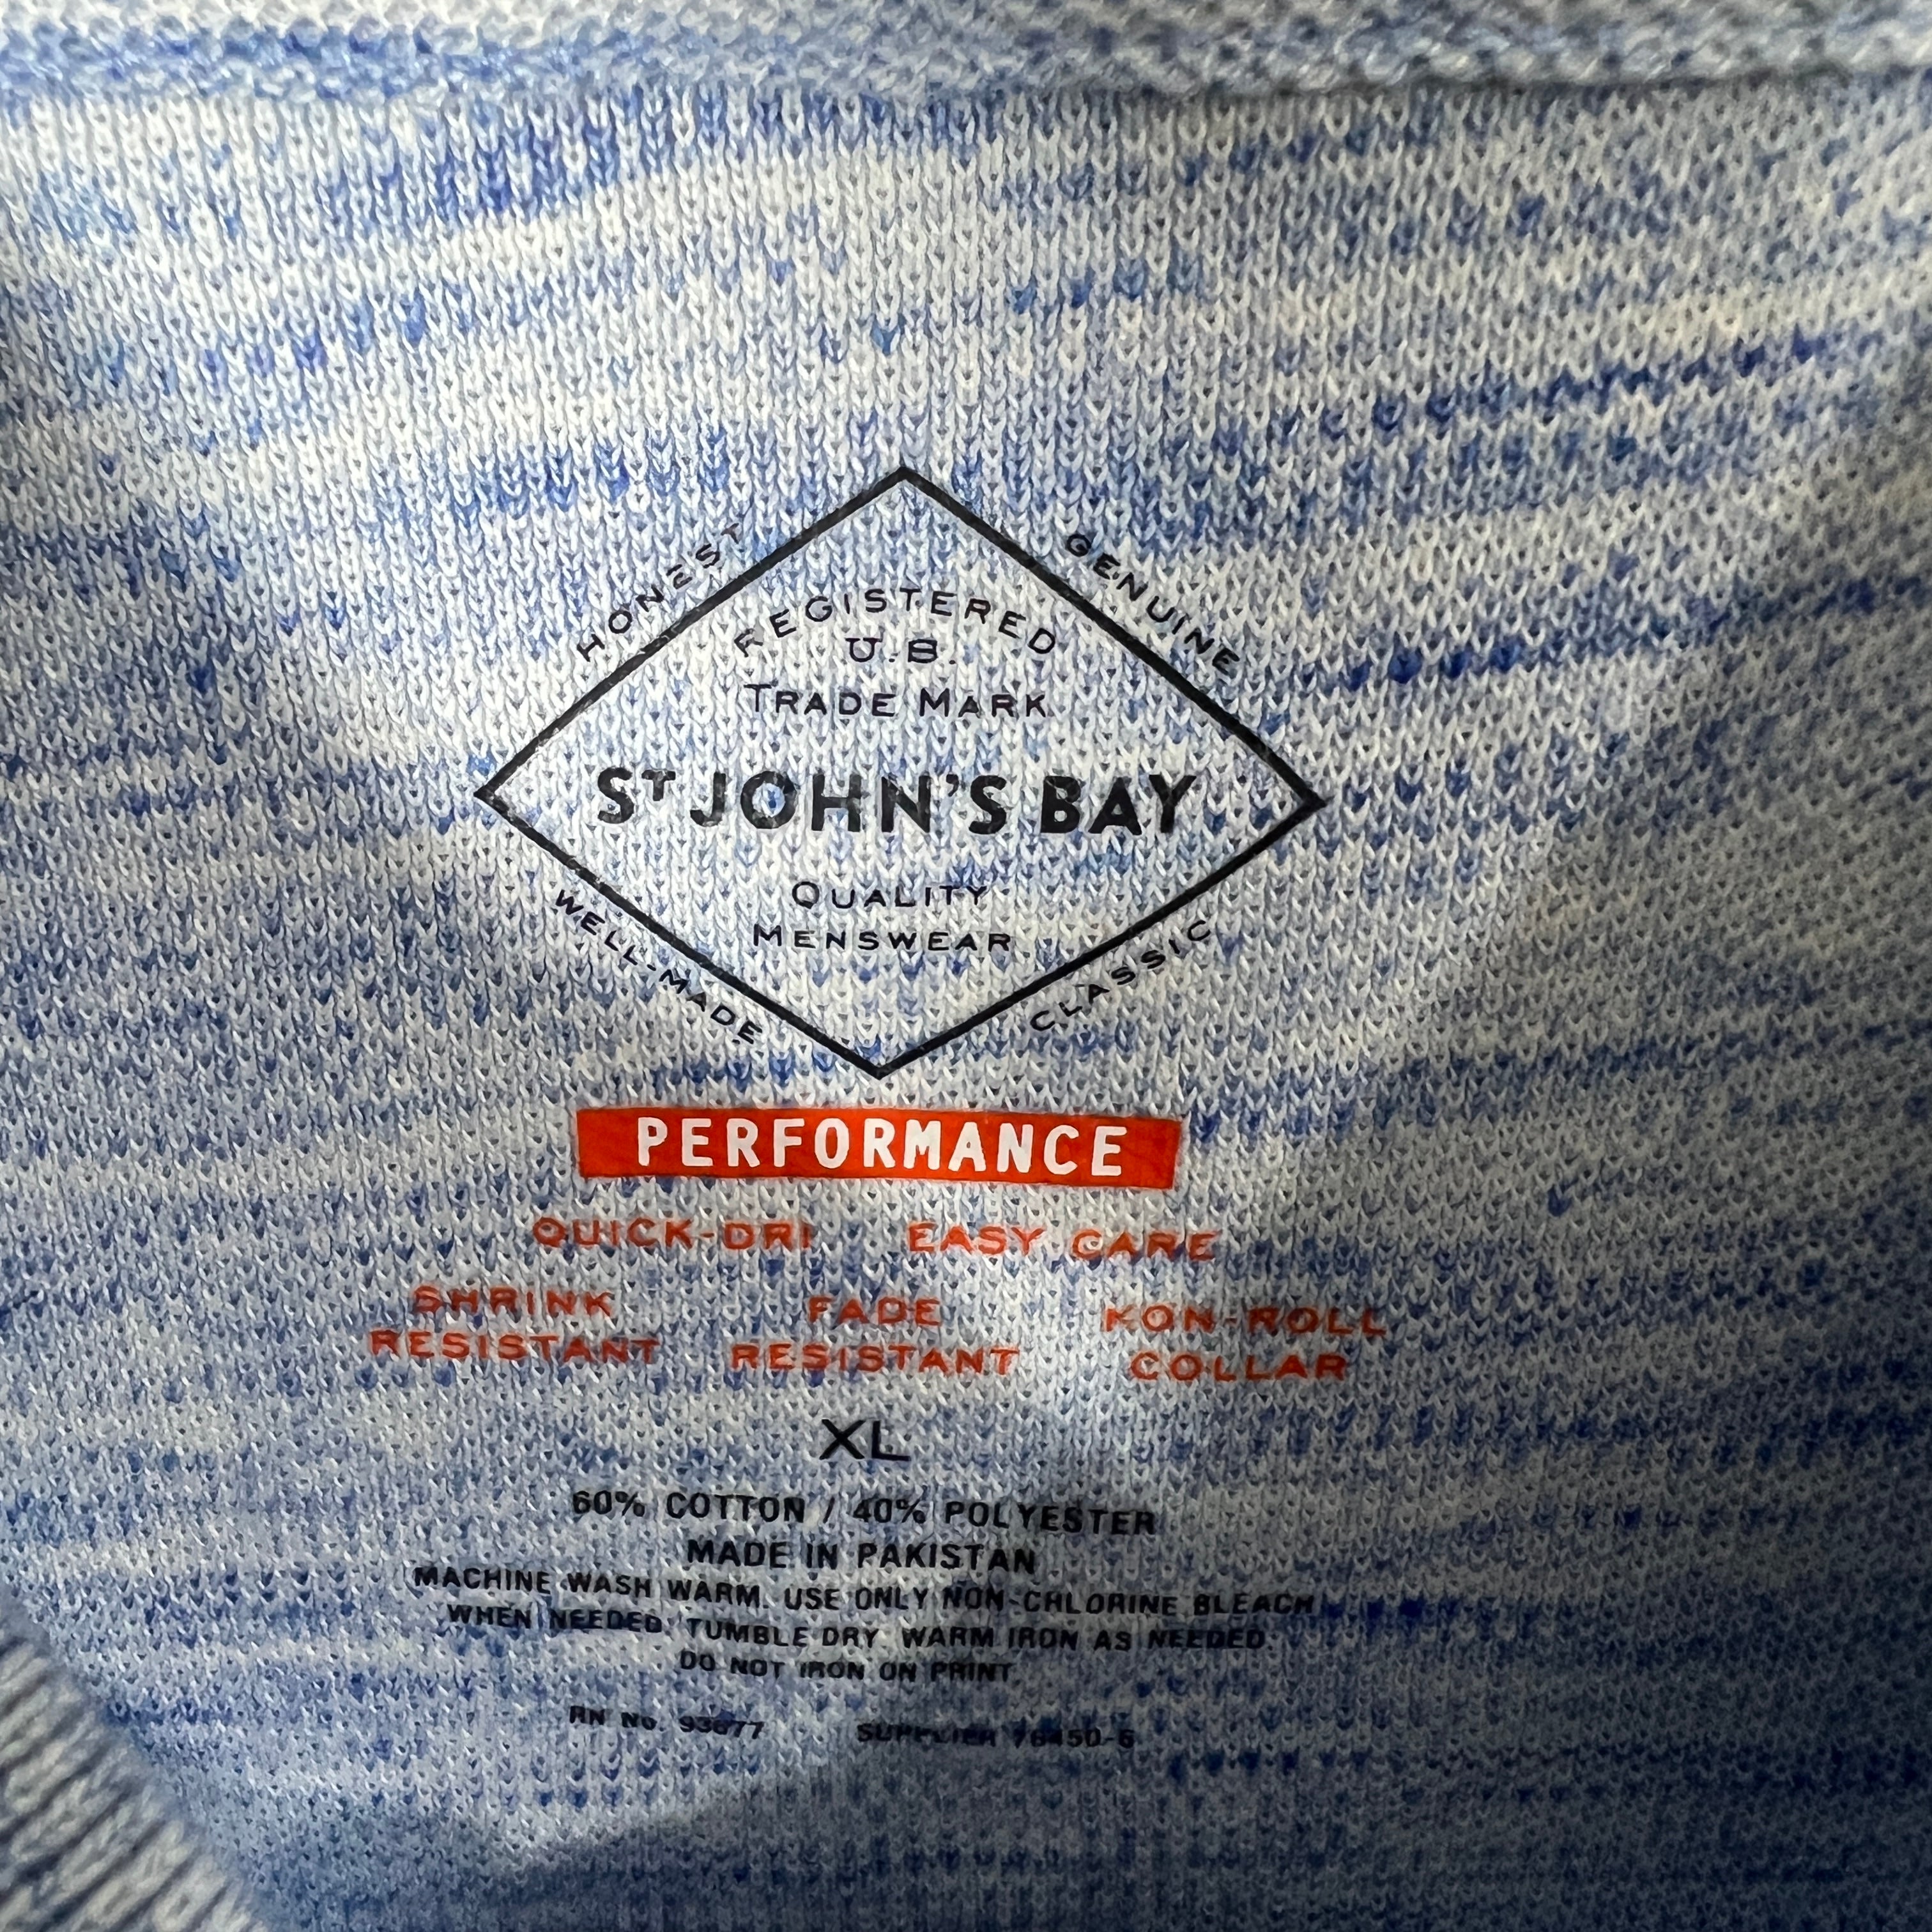 HONEST
GENUINE
REGISTERED
U.S.
TRADE MARK
ST JOHN'S BAY
QUALITY
MENSWEAR
WELL-MADE
CLASSIC
PERFORMANCE
QUICK-DRI EASY CARE
SHRINK FADE KON-ROLL
RESISTANT RESISTANT COLLAR
XL
60% COTTON / 40% POLYESTER
MADE IN PAKISTAN
MACHINE WASH WARM. USE ONLY NON-CHLORINE BLEACH
WHEN NEEDED. TUMBLE DRY. WARM IRON AS NEEDED.
DO NOT IRON ON PRINT.
RN No. 93677 SUPPLIER